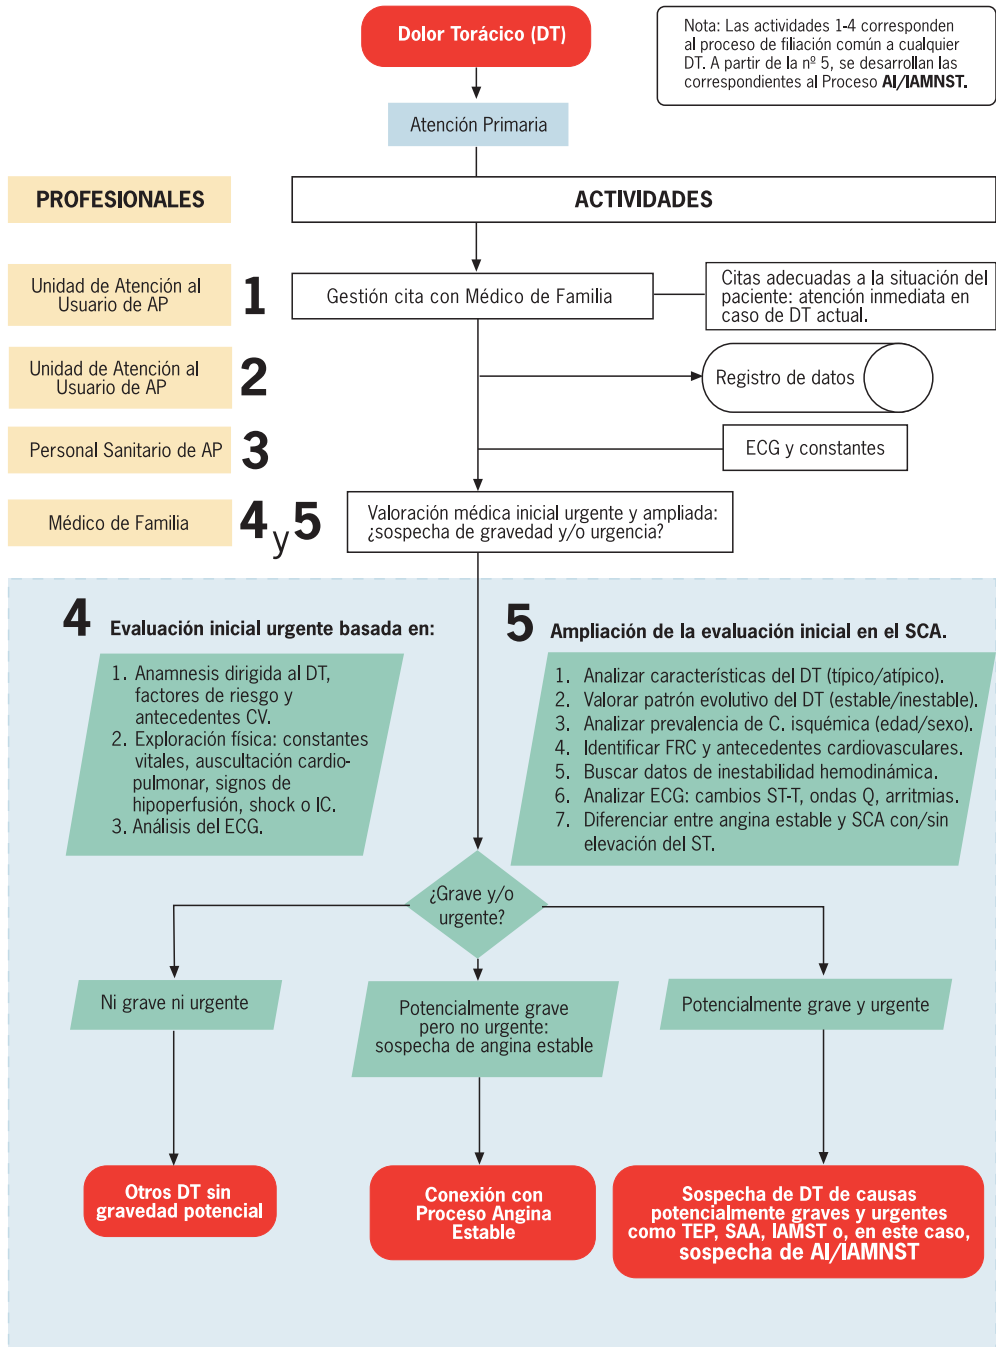 Dolor Torácico (DT)
Nota: Las actividades 1-4 corresponden
al proceso de filiación común a cualquier
DT. A partir de la nº 5, se desarrollan las
correspondientes al Proceso AI/IAMNST.
Atención Primaria
PROFESIONALES
ACTIVIDADES
Unidad de Atención al
Usuario de AP
1
Gestión cita con Médico de Familia
Citas adecuadas a la situación del
paciente: atención inmediata en
caso de DT actual.
Unidad de Atención al
Usuario de AP
2
Registro de datos
Personal Sanitario de AP
3
ECG y constantes
Médico de Familia
4 y 5
Valoración médica inicial urgente y ampliada:
¿sospecha de gravedad y/o urgencia?
4 Evaluación inicial urgente basada en:
1. Anamnesis dirigida al DT,
factores de riesgo y
antecedentes CV.
2. Exploración física: constantes
vitales, auscultación cardio-
pulmonar, signos de
hipoperfusión, shock o IC.
3. Análisis del ECG.
5 Ampliación de la evaluación inicial en el SCA.
1. Analizar características del DT (típico/atípico).
2. Valorar patrón evolutivo del DT (estable/inestable).
3. Analizar prevalencia de C. isquémica (edad/sexo).
4. Identificar FRC y antecedentes cardiovasculares.
5. Buscar datos de inestabilidad hemodinámica.
6. Analizar ECG: cambios ST-T, ondas Q, arritmias.
7. Diferenciar entre angina estable y SCA con/sin
elevación del ST.
¿Grave y/o
urgente?
Ni grave ni urgente
Potencialmente grave
pero no urgente:
sospecha de angina estable
Potencialmente grave y urgente
Otros DT sin
gravedad potencial
Conexión con
Proceso Angina
Estable
Sospecha de DT de causas
potencialmente graves y urgentes
como TEP, SAA, IAMST o, en este caso,
sospecha de AI/IAMNST